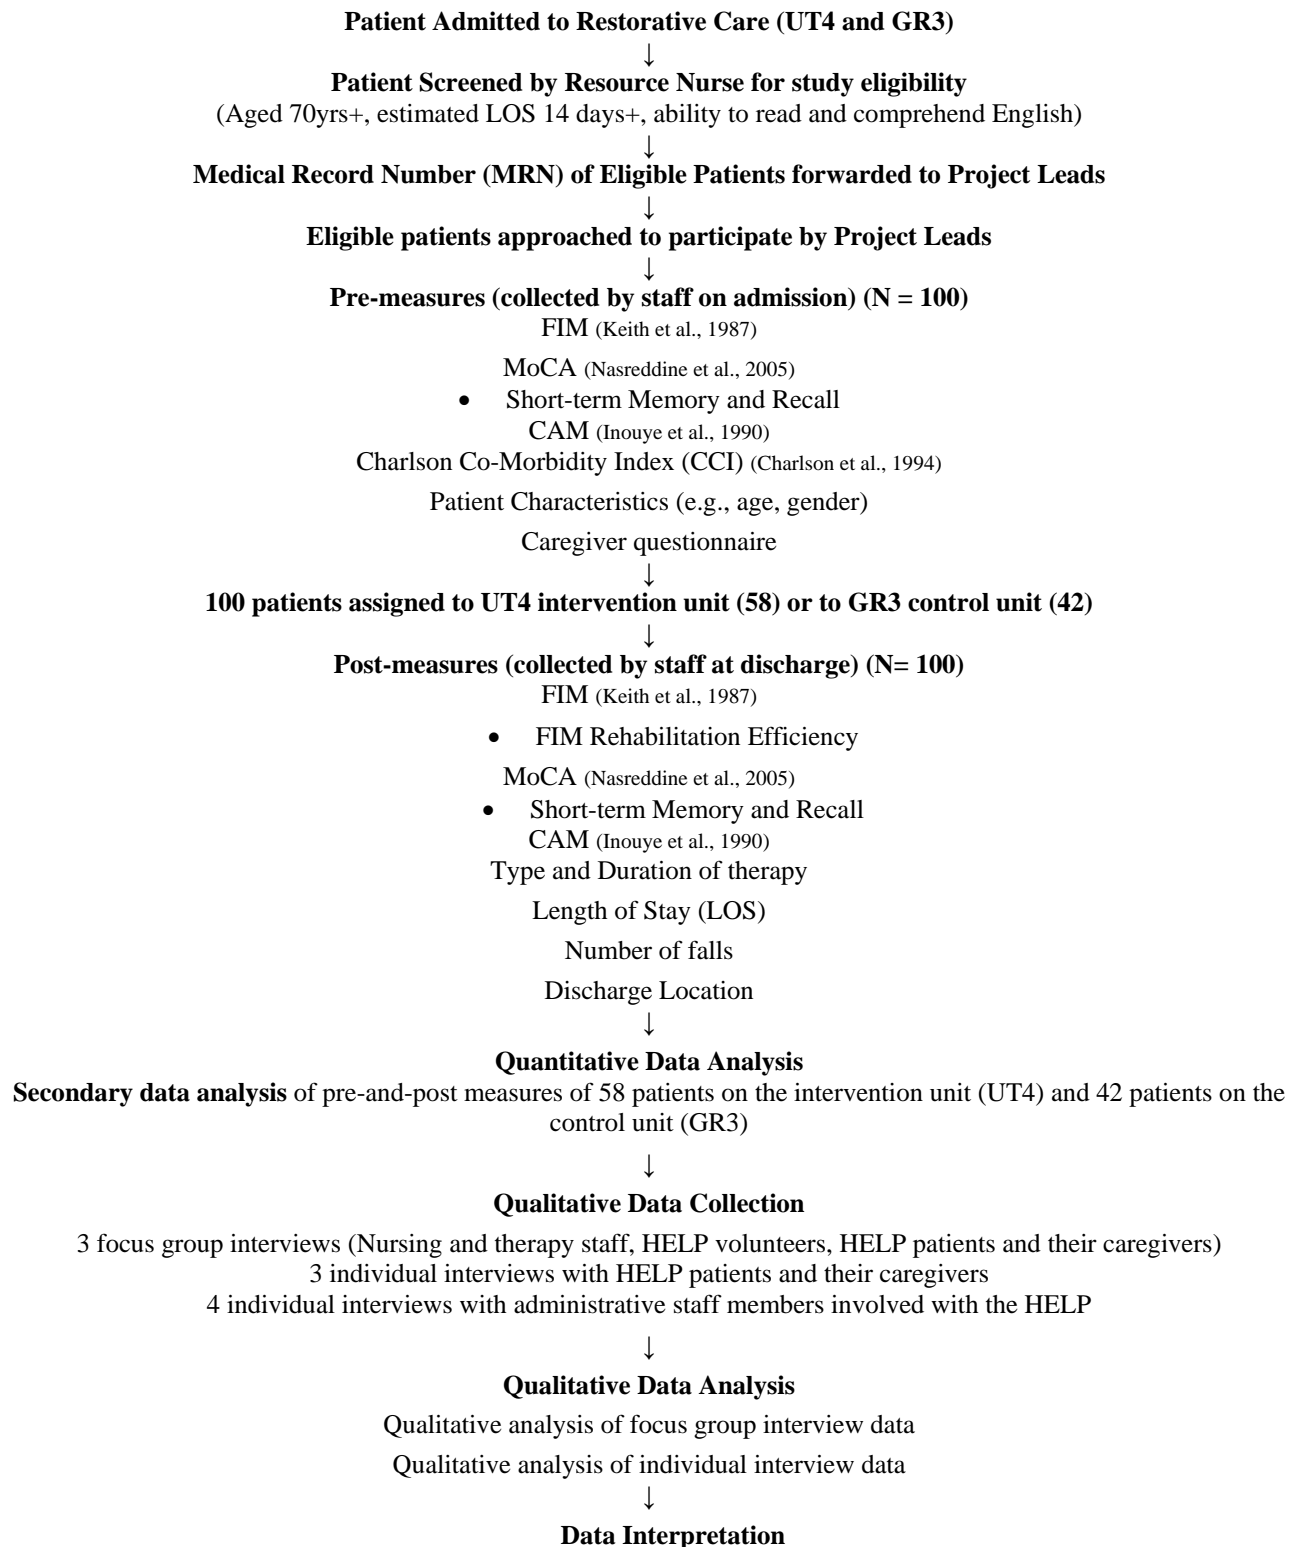 Patient Admitted to Restorative Care (UT4 and GR3)
↓
Patient Screened by Resource Nurse for study eligibility
(Aged 70yrs+, estimated LOS 14 days+, ability to read and comprehend English)
↓
Medical Record Number (MRN) of Eligible Patients forwarded to Project Leads
↓
Eligible patients approached to participate by Project Leads
↓
Pre-measures (collected by staff on admission) (N = 100)
FIM (Keith et al., 1987)
MoCA (Nasreddine et al., 2005)
• Short-term Memory and Recall
CAM (Inouye et al., 1990)
Charlson Co-Morbidity Index (CCI) (Charlson et al., 1994)
Patient Characteristics (e.g., age, gender)
Caregiver questionnaire
↓
100 patients assigned to UT4 intervention unit (58) or to GR3 control unit (42)
↓
Post-measures (collected by staff at discharge) (N= 100)
FIM (Keith et al., 1987)
• FIM Rehabilitation Efficiency
MoCA (Nasreddine et al., 2005)
• Short-term Memory and Recall
CAM (Inouye et al., 1990)
Type and Duration of therapy
Length of Stay (LOS)
Number of falls
Discharge Location
↓
Quantitative Data Analysis
Secondary data analysis of pre-and-post measures of 58 patients on the intervention unit (UT4) and 42 patients on the
control unit (GR3)
↓
Qualitative Data Collection
3 focus group interviews (Nursing and therapy staff, HELP volunteers, HELP patients and their caregivers)
3 individual interviews with HELP patients and their caregivers
4 individual interviews with administrative staff members involved with the HELP
↓
Qualitative Data Analysis
Qualitative analysis of focus group interview data
Qualitative analysis of individual interview data
↓
Data Interpretation